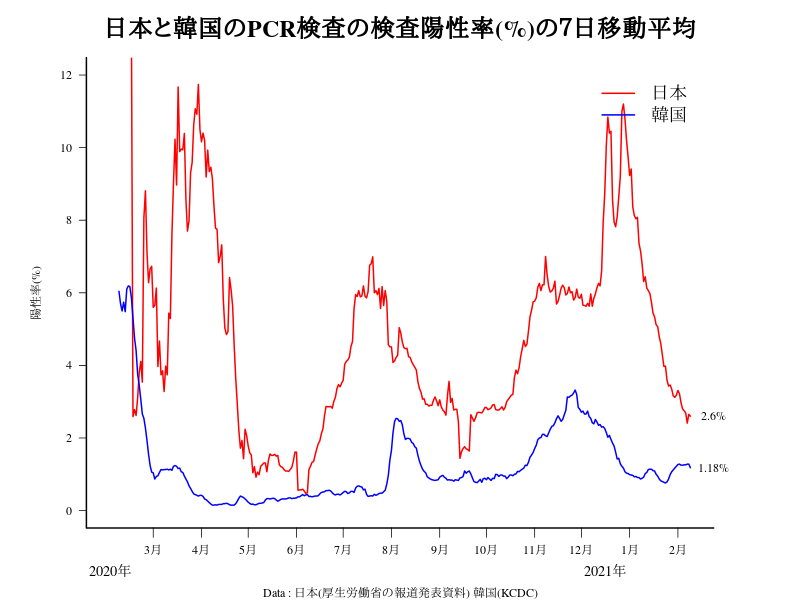 日本と韓国のPCR検査の検査陽性率(%)の7日移動平均
日本
韓国
陽性率(%)
12
10
8
6
4
2
0
2.6%
1.18%
3月 4月 5月 6月 7月 8月 9月 10月 11月 12月 1月 2月
2020年 2021年
Data : 日本(厚生労働省の報道発表資料) 韓国(KCDC)